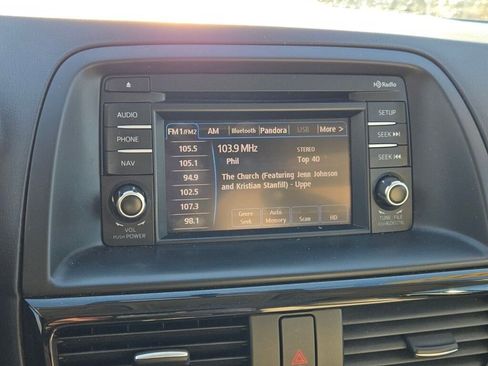 HD Radio
AUDIO
PHONE
NAV
VOL
PUSH POWER
FM1/FM2 AM Bluetooth Pandora USB More >
105.5
105.1
94.9
102.5
107.3
98.1
103.9 MHz STEREO
Phil Top 40
The Church (Featuring Jenn Johnson
and Kristian Stanfill) - Uppe
Genre
Seek
Auto
Memory
Scan
HD
SETUP
SEEK
SEEK
TUNE FILE